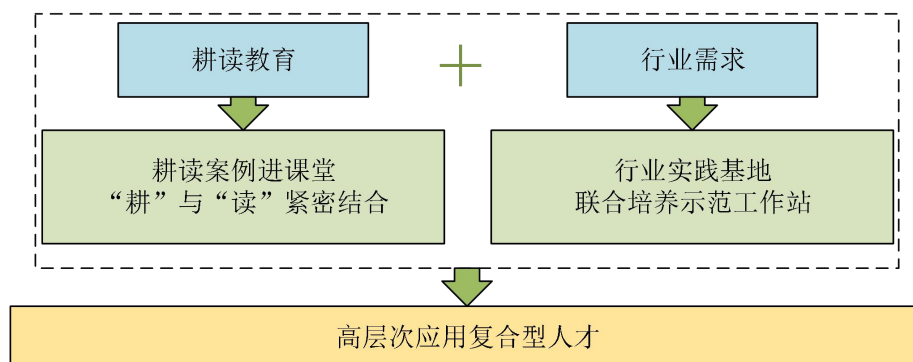 耕读教育
行业需求
耕读案例进课堂
“耕”与“读”紧密结合
行业实践基地
联合培养示范工作站
高层次应用复合型人才